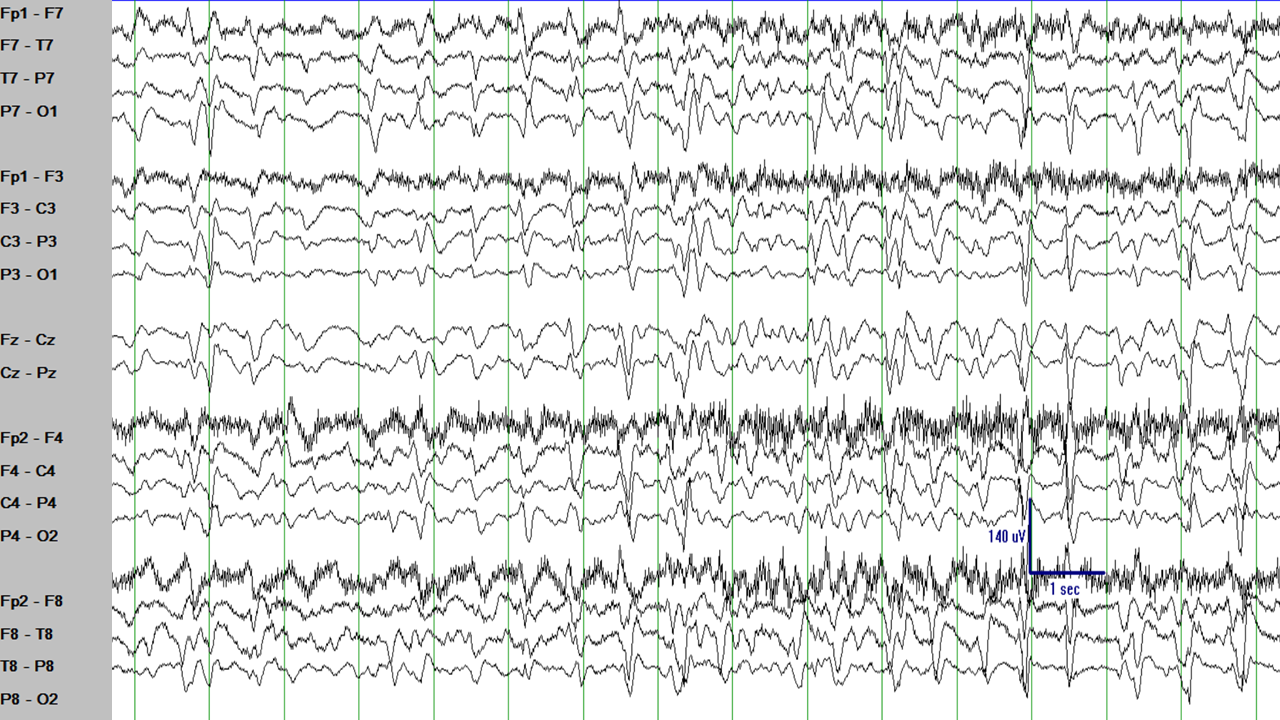 Fp1 - F7
F7 - T7
T7 - P7
P7 - O1
Fp1 - F3
F3 - C3
C3 - P3
P3 - O1
Fz - Cz
Cz - Pz
Fp2 - F4
F4 - C4
C4 - P4
P4 - O2
140 uV
1 sec
Fp2 - F8
F8 - T8
T8 - P8
P8 - O2